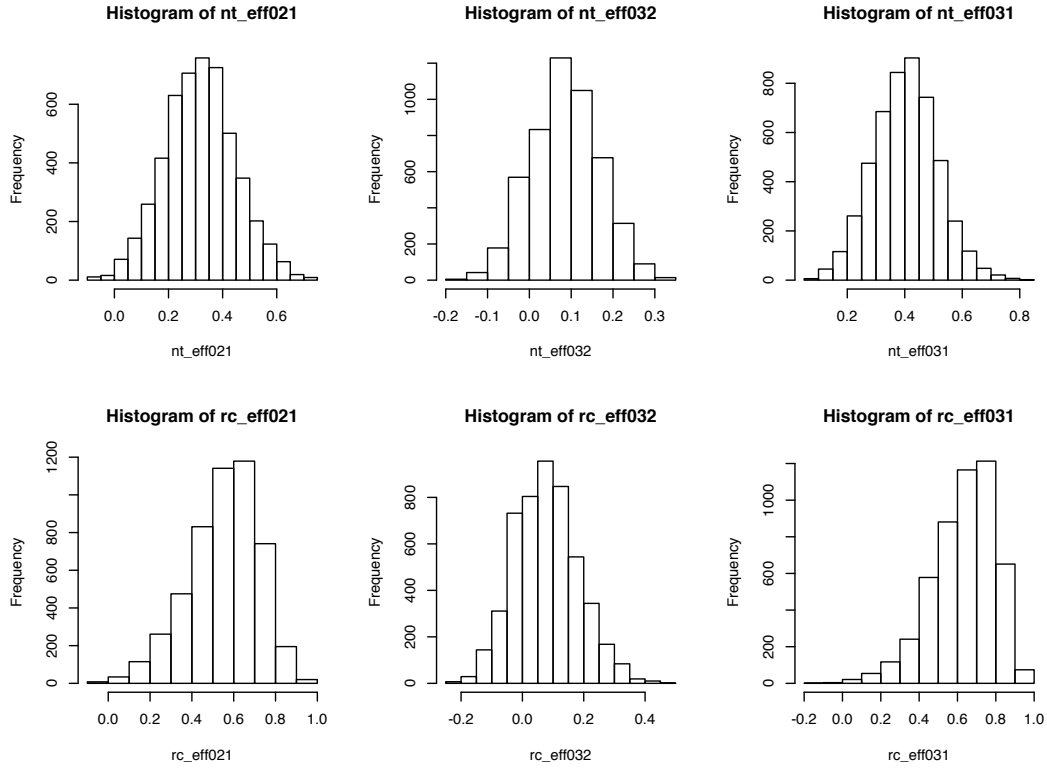 Histogram of nt_eff021
Frequency
0 200 400 600
0.0 0.2 0.4 0.6
nt_eff021
Histogram of nt_eff032
Frequency
0 200 600 1000
-0.2 -0.1 0.0 0.1 0.2 0.3
nt_eff032
Histogram of nt_eff031
Frequency
0 200 400 600 800
0.2 0.4 0.6 0.8
nt_eff031
Histogram of rc_eff021
Frequency
0 200 400 600 800 1200
0.0 0.2 0.4 0.6 0.8 1.0
rc_eff021
Histogram of rc_eff032
Frequency
0 200 400 600 800
-0.2 0.0 0.2 0.4
rc_eff032
Histogram of rc_eff031
Frequency
0 200 600 1000
-0.2 0.0 0.2 0.4 0.6 0.8 1.0
rc_eff031